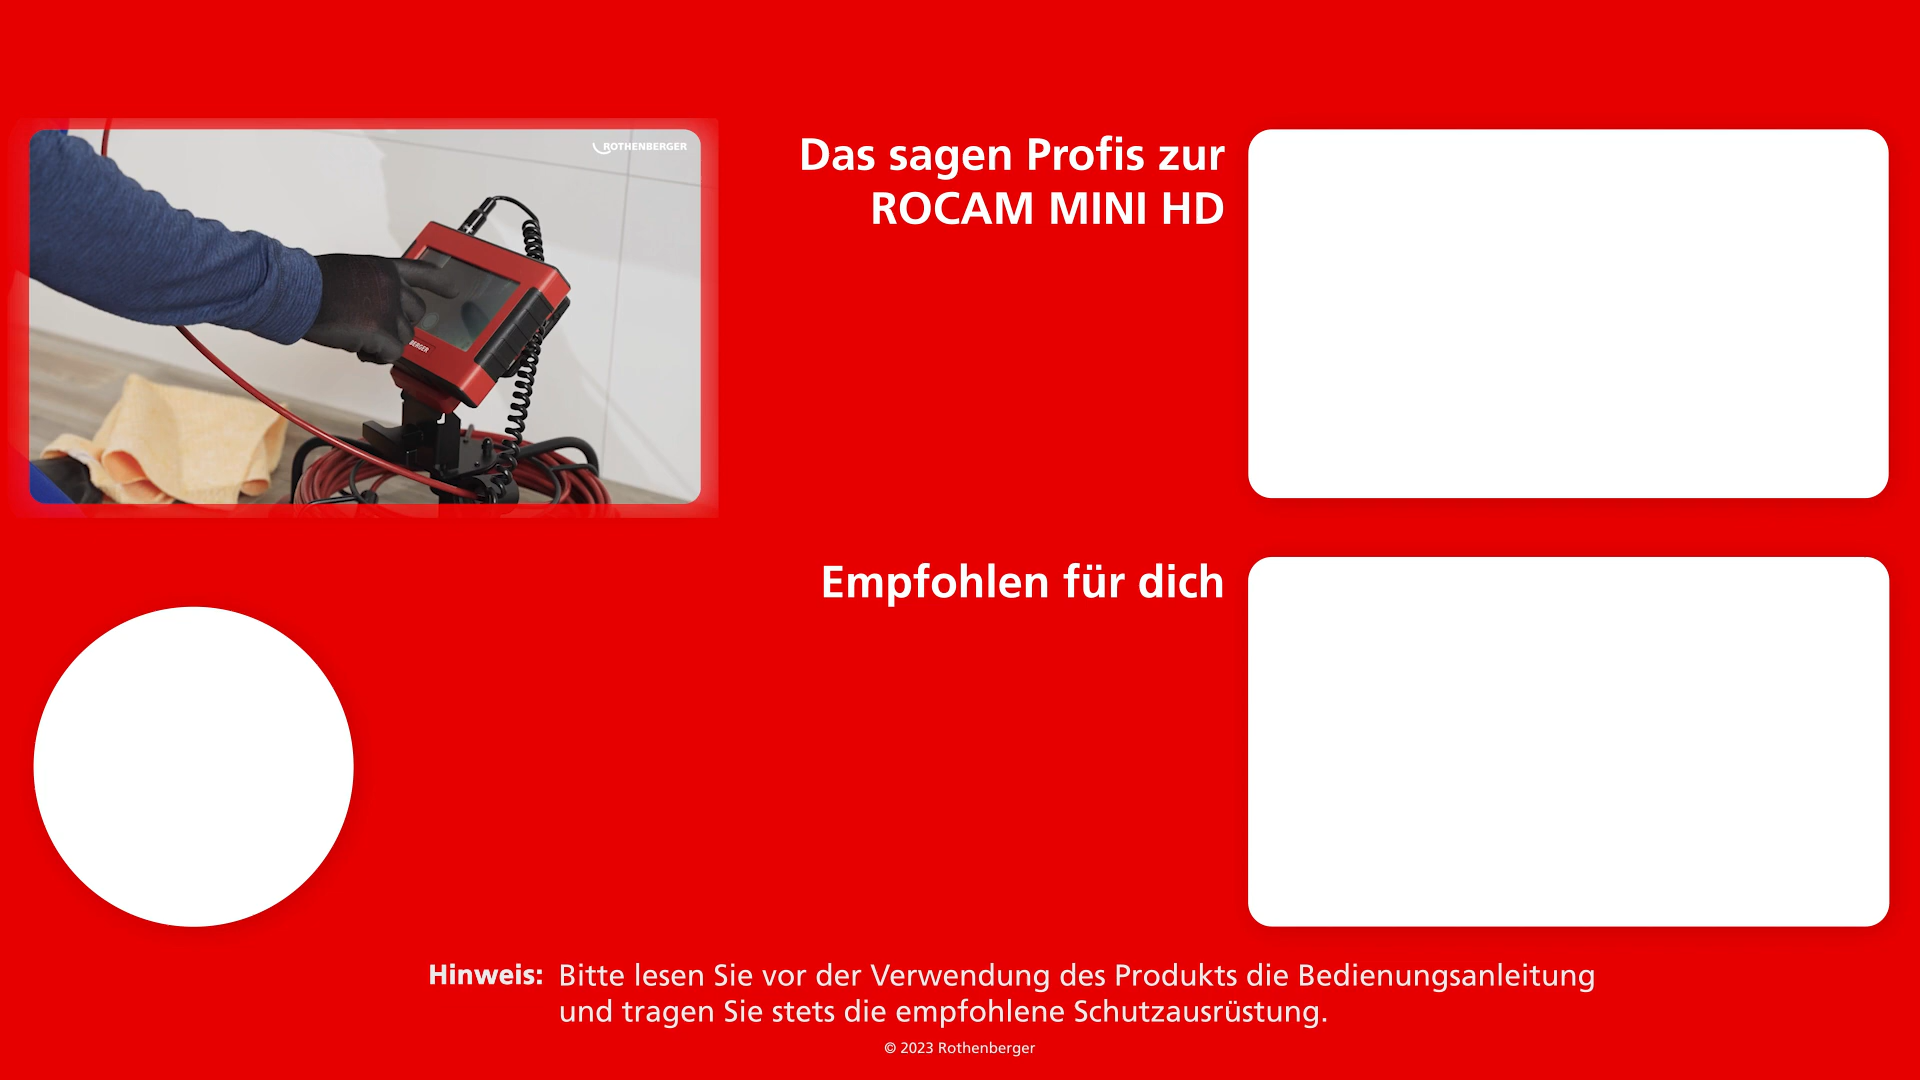 ROTHENBERGER
BERGER
Das sagen Profis zur
ROCAM MINI HD
Empfohlen für dich
Hinweis: Bitte lesen Sie vor der Verwendung des Produkts die Bedienungsanleitung
und tragen Sie stets die empfohlene Schutzausrüstung.
© 2023 Rothenberger